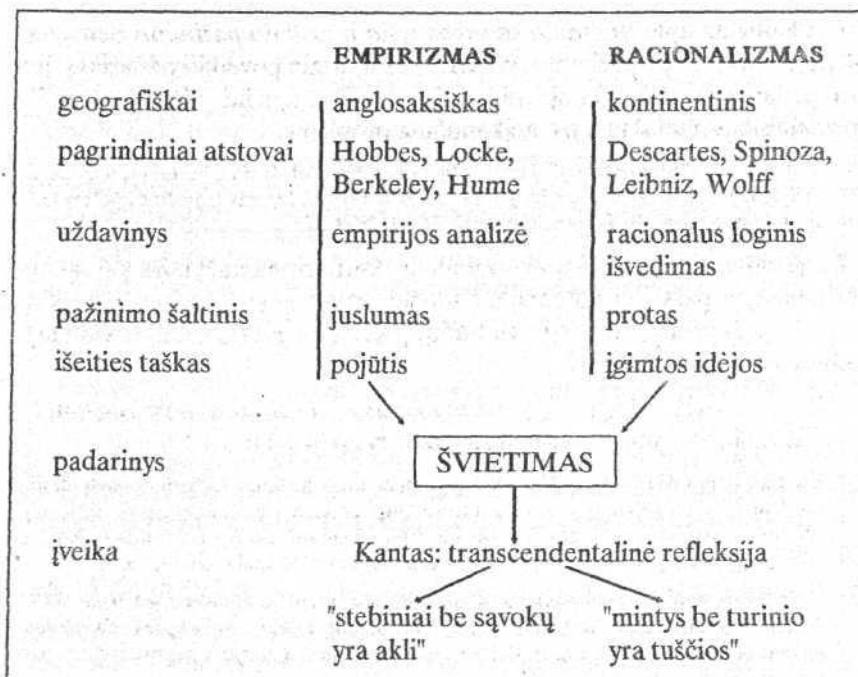 EMPIRIZMAS RACIONALIZMAS
geografiškai anglosaksiškas kontinentinis
pagrindiniai atstovai Hobbes, Locke, Descartes, Spinoza,
Berkeley, Hume Leibniz, Wolff
uždavinys empirijos analizė racionalus loginis
išvedimas
pažinimo šaltinis juslumas protas
išeities taškas pojūtis įgimtos idėjos
padarinys ŠVIETIMAS
įveika Kantas: transcendentalinė refleksija
"stebiniai be sąvokų "mintys be turinio
yra akli" yra tuščios"